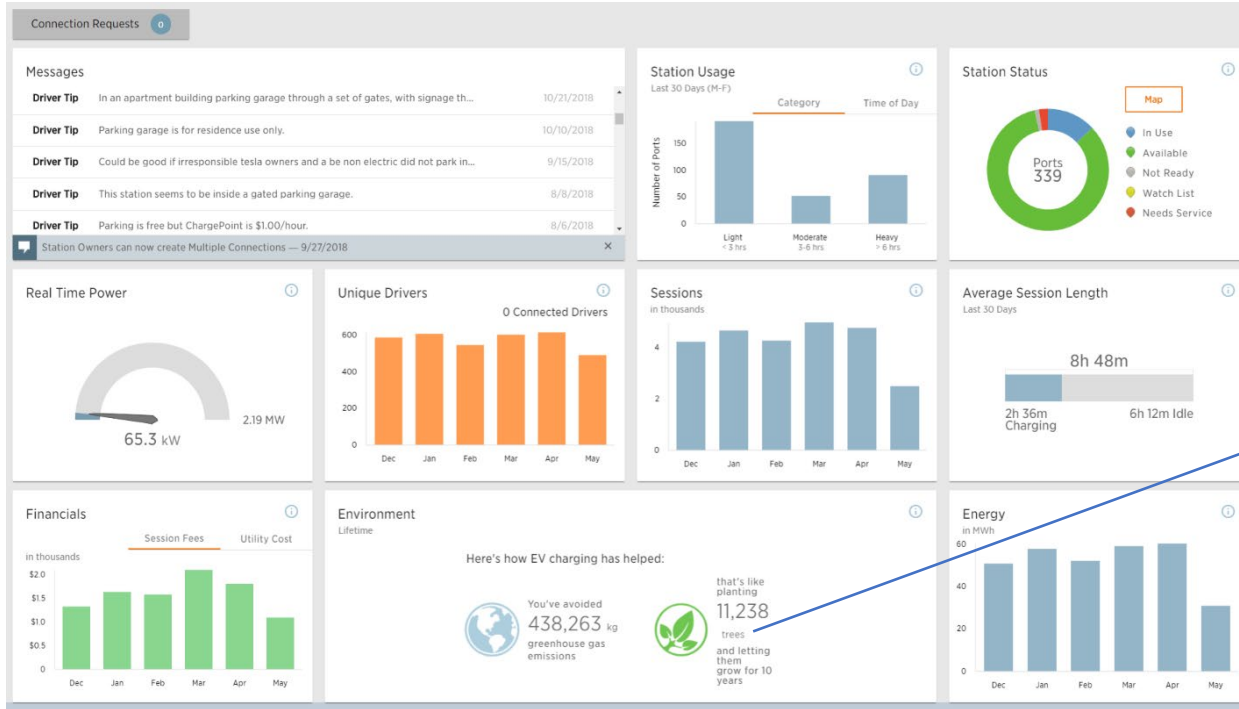 Connection Requests 0
Messages
Driver Tip In an apartment building parking garage through a set of gates, with signage th... 10/21/2018
Driver Tip Parking garage is for residence use only. 10/10/2018
Driver Tip Could be good if irresponsible tesla owners and a be non electric did not park in... 9/15/2018
Driver Tip This station seems to be inside a gated parking garage. 8/8/2018
Driver Tip Parking is free but ChargePoint is $1.00/hour. 8/6/2018
Station Owners can now create Multiple Connections — 9/27/2018 ×
Station Usage
Last 30 Days (M-F)
Category Time of Day
Number of Ports
150
100
50
0
Light Moderate Heavy
< 3 hrs 3-6 hrs > 6 hrs
Station Status
Map
Ports
339
In Use
Available
Not Ready
Watch List
Needs Service
Real Time Power
2.19 MW
65.3 kW
Unique Drivers
0 Connected Drivers
600
400
200
0
Dec Jan Feb Mar Apr May
Sessions
in thousands
4
2
0
Dec Jan Feb Mar Apr May
Average Session Length
Last 30 Days
8h 48m
2h 36m 6h 12m Idle
Charging
Financials
Session Fees Utility Cost
in thousands
$2.0
$1.5
$1.0
$0.5
0
Dec Jan Feb Mar Apr May
Environment
Lifetime
Here's how EV charging has helped:
You've avoided
438,263 kg
greenhouse gas
emissions
that's like
planting
11,238
trees
and letting
them
grow for 10
years
Energy
in MWh
60
40
20
0
Dec Jan Feb Mar Apr May